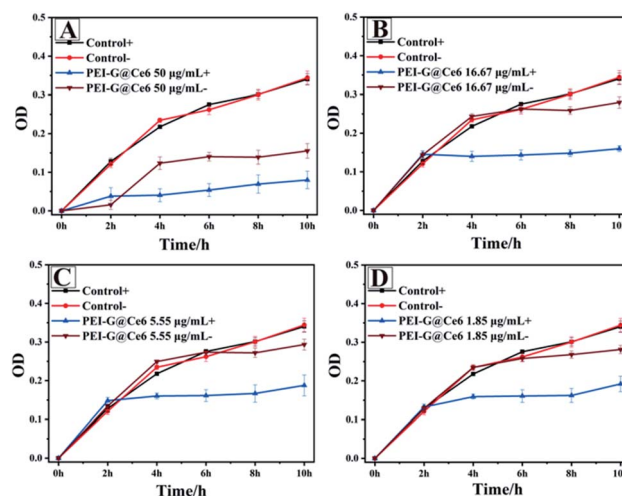 A
Control+
Control-
PEI-G@Ce6 50 μg/mL+
PEI-G@Ce6 50 μg/mL-
OD
0.5
0.4
0.3
0.2
0.1
0.0
0h 2h 4h 6h 8h 10h
Time/h
B
Control+
Control-
PEI-G@Ce6 16.67 μg/mL+
PEI-G@Ce6 16.67 μg/mL-
OD
0.5
0.4
0.3
0.2
0.1
0.0
0h 2h 4h 6h 8h 10h
Time/h
C
Control+
Control-
PEI-G@Ce6 5.55 μg/mL+
PEI-G@Ce6 5.55 μg/mL-
OD
0.5
0.4
0.3
0.2
0.1
0.0
0h 2h 4h 6h 8h 10h
Time/h
D
Control+
Control-
PEI-G@Ce6 1.85 μg/mL+
PEI-G@Ce6 1.85 μg/mL-
OD
0.5
0.4
0.3
0.2
0.1
0.0
0h 2h 4h 6h 8h 10h
Time/h